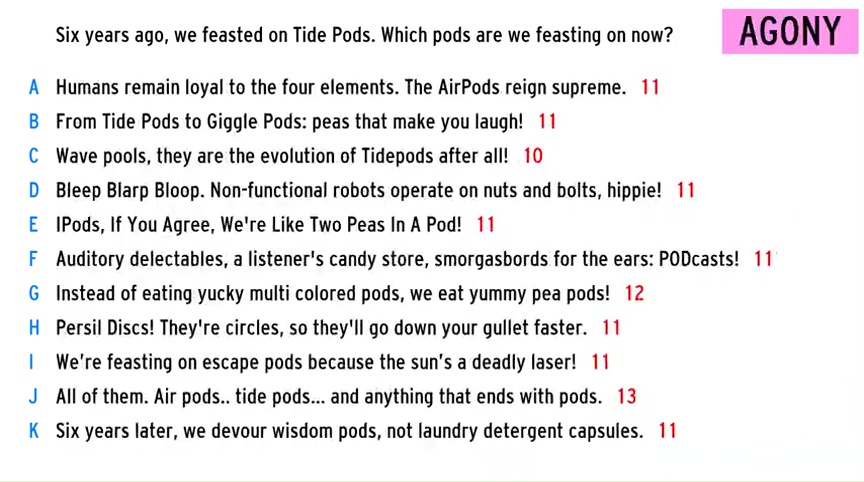 Six years ago, we feasted on Tide Pods. Which pods are we feasting on now?
AGONY
A Humans remain loyal to the four elements. The AirPods reign supreme. 11
B From Tide Pods to Giggle Pods: peas that make you laugh! 11
C Wave pools, they are the evolution of Tidepods after all! 10
D Bleep Blarp Bloop. Non-functional robots operate on nuts and bolts, hippie! 11
E IPods, If You Agree, We're Like Two Peas In A Pod! 11
F Auditory delectables, a listener's candy store, smorgasbords for the ears: PODcasts! 11
G Instead of eating yucky multi colored pods, we eat yummy pea pods! 12
H Persil Discs! They're circles, so they'll go down your gullet faster. 11
I We're feasting on escape pods because the sun's a deadly laser! 11
J All of them. Air pods.. tide pods... and anything that ends with pods. 13
K Six years later, we devour wisdom pods, not laundry detergent capsules. 11